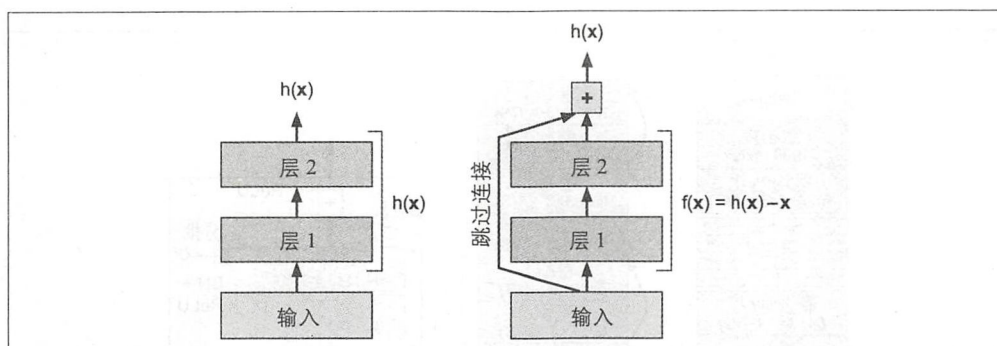 h(x)
层 2
层 1
输入
h(x)
h(x)
+
层 2
层 1
输入
跳过连接
f(x) = h(x) – x